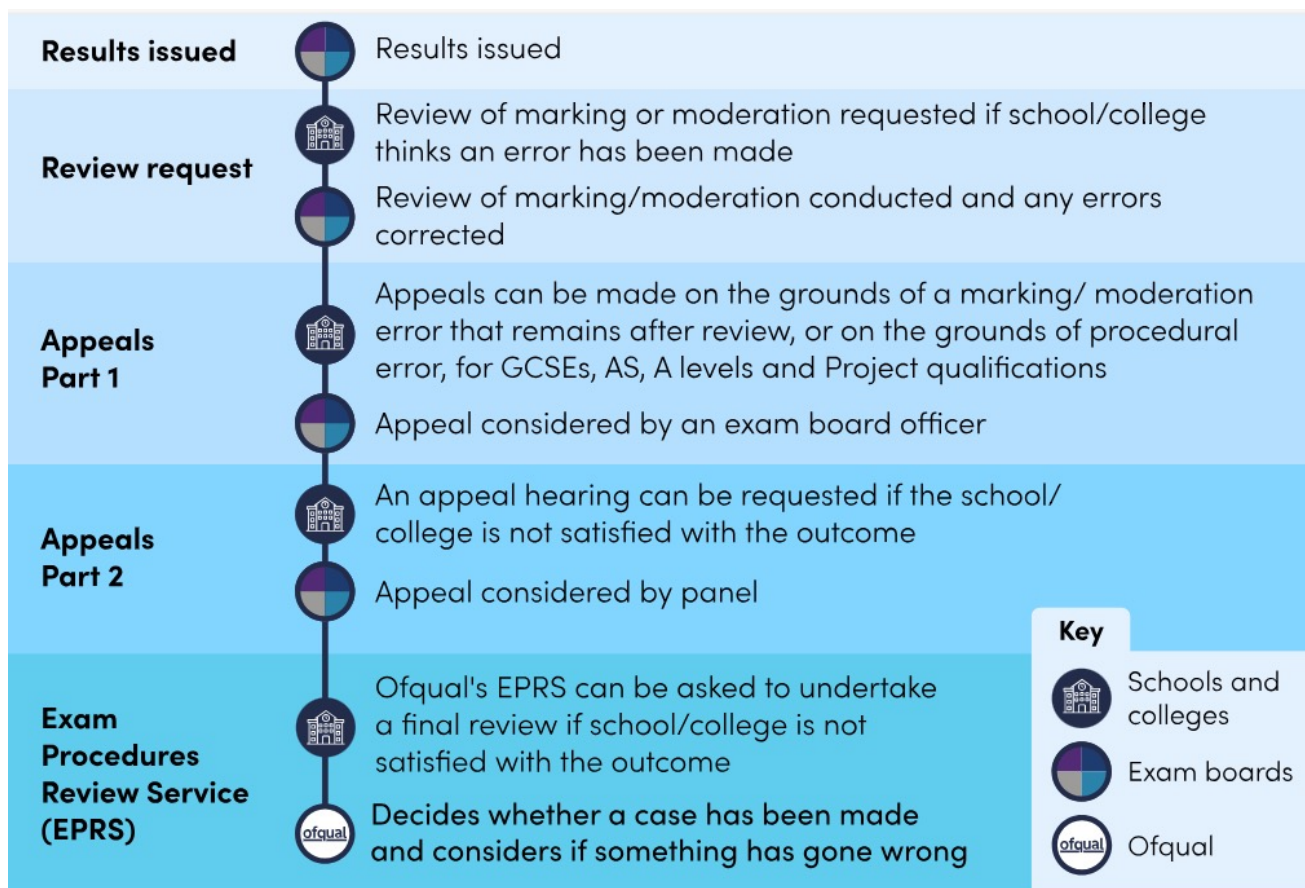 Results issued
Results issued
Review request
Review of marking or moderation requested if school/college
thinks an error has been made
Review of marking/moderation conducted and any errors
corrected
Appeals
Part 1
Appeals can be made on the grounds of a marking/ moderation
error that remains after review, or on the grounds of procedural
error, for GCSEs, AS, A levels and Project qualifications
Appeal considered by an exam board officer
Appeals
Part 2
An appeal hearing can be requested if the school/
college is not satisfied with the outcome
Appeal considered by panel
Exam
Procedures
Review Service
(EPRS)
Ofqual's EPRS can be asked to undertake
a final review if school/college is not
satisfied with the outcome
ofqual
Decides whether a case has been made
and considers if something has gone wrong
Key
Schools and
colleges
Exam boards
ofqual
Ofqual